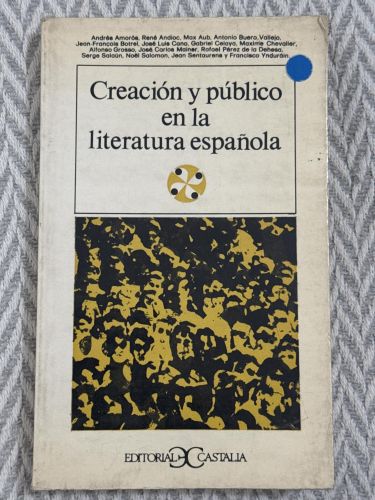 Andrés Amorós, René Andioc, Max Aub, Antonio Buero Vallejo,
Jean-François Botrel, José Luis Cano, Gabriel Celaya, Maxime Chevalier,
Alfonso Grosso, José Carlos Mainer, Rafael Pérez de la Dehesa,
Serge Salaün, Noël Salomon, Jean Sentaurens y Francisco Ynduráin.
Creación y público
en la
literatura española
EDITORIAL CASTALIA